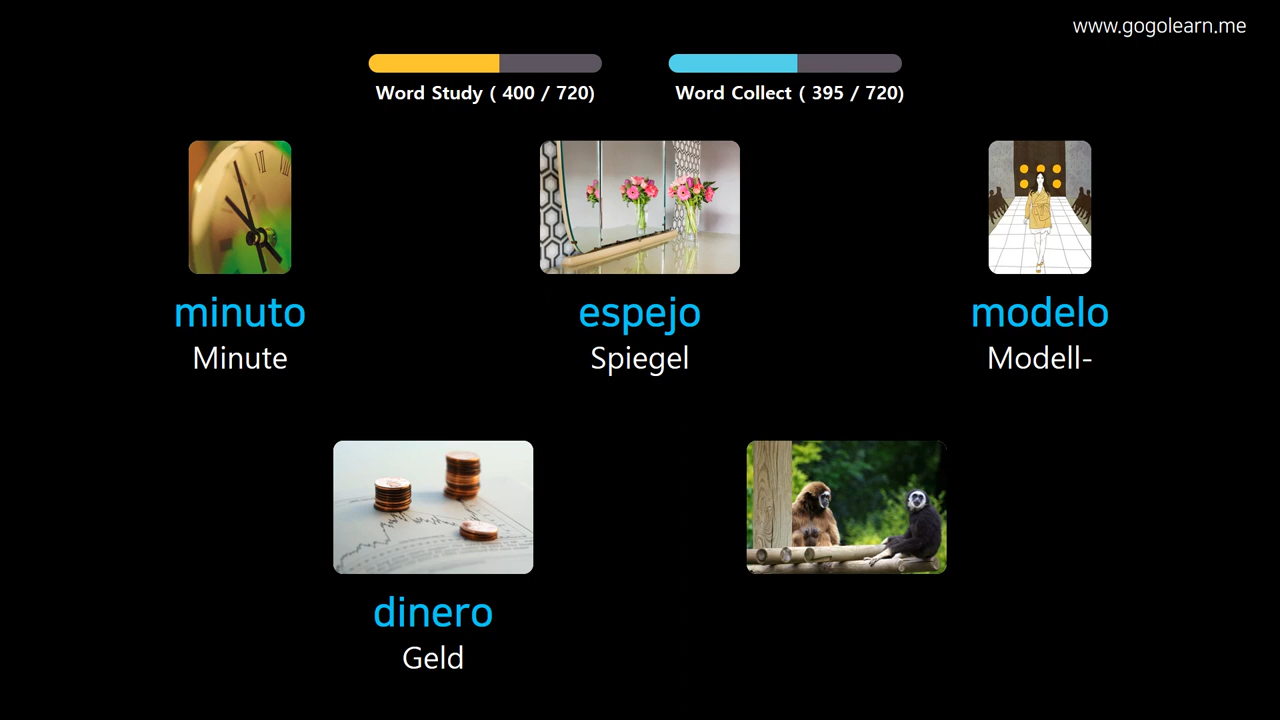 www.gogolearn.me
Word Study ( 400 / 720)
Word Collect ( 395 / 720)
minuto
Minute
espejo
Spiegel
modelo
Modell-
dinero
Geld